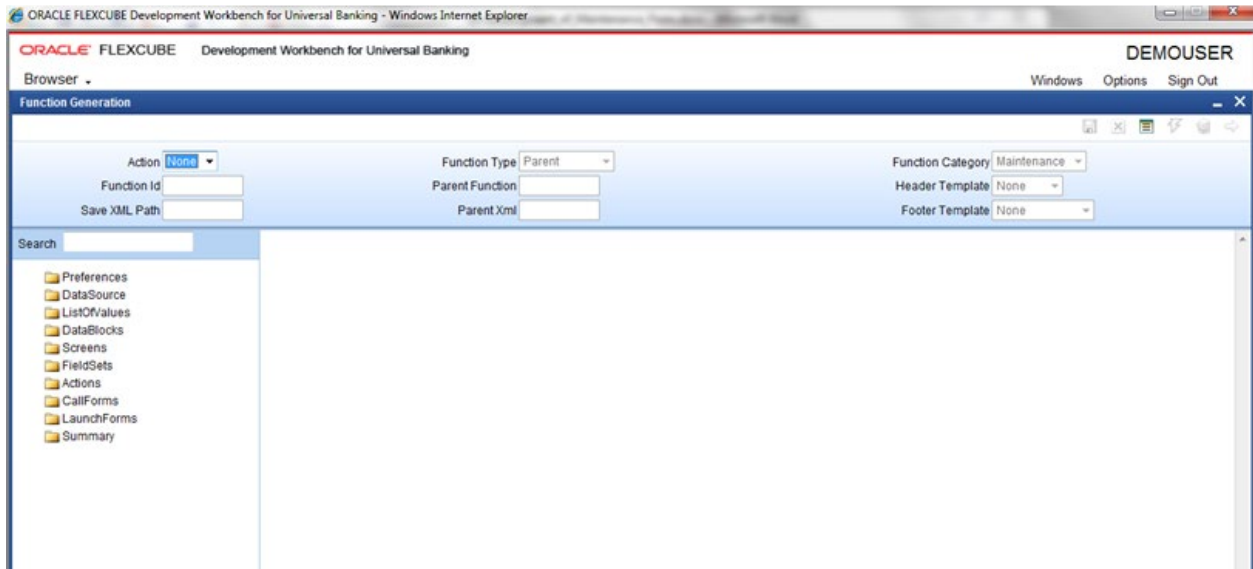 ORACLE FLEXCUBE Development Workbench for Universal Banking - Windows Internet Explorer
ORACLE FLEXCUBE Development Workbench for Universal Banking
DEMOUSER
Browser
Windows Options Sign Out
Function Generation
Action None Function Type Parent Function Category Maintenance
Function Id Parent Function Header Template None
Save XML Path Parent Xml Footer Template None
Search
Preferences
DataSource
ListOfValues
DataBlocks
Screens
FieldSets
Actions
CallForms
LaunchForms
Summary